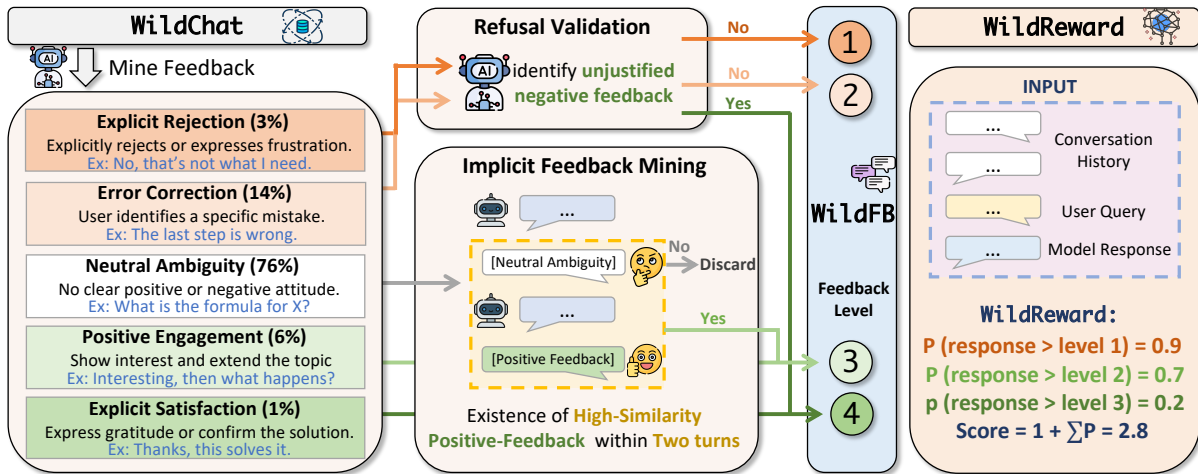 WildChat
AI
Mine Feedback
Explicit Rejection (3%)
Explicitly rejects or expresses frustration.
Ex: No, that's not what I need.
Error Correction (14%)
User identifies a specific mistake.
Ex: The last step is wrong.
Neutral Ambiguity (76%)
No clear positive or negative attitude.
Ex: What is the formula for X?
Positive Engagement (6%)
Show interest and extend the topic
Ex: Interesting, then what happens?
Explicit Satisfaction (1%)
Express gratitude or confirm the solution.
Ex: Thanks, this solves it.
Refusal Validation
AI
identify unjustified
negative feedback
No
No
Yes
Implicit Feedback Mining
...
[Neutral Ambiguity]
No
Discard
...
Yes
[Positive Feedback]
Existence of High-Similarity
Positive-Feedback within Two turns
1
2
WildFB
Feedback
Level
3
4
WildReward
INPUT
...
Conversation
History
...
...
User Query
...
Model Response
WildReward:
P (response > level 1) = 0.9
P (response > level 2) = 0.7
p (response > level 3) = 0.2
Score = 1 + ∑P = 2.8